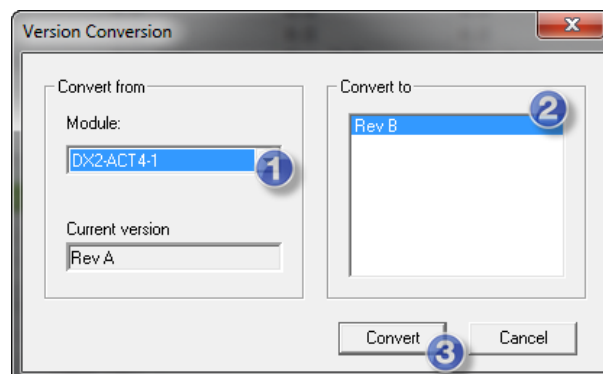 Version Conversion
Convert from
Module:
DX2-ACT4-1
1
Current version
Rev A
Convert to
2
Rev B
Convert
3
Cancel